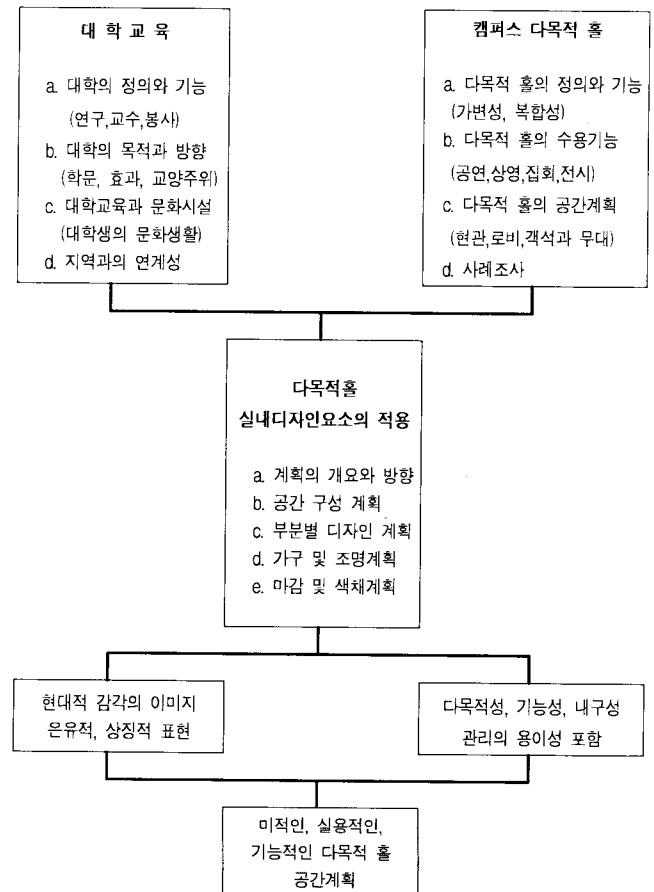 대 학 교 육
a. 대학의 정의와 기능
(연구,교수,봉사)
b. 대학의 목적과 방향
(학문, 효과, 교양주위)
c. 대학교육과 문화시설
(대학생의 문화생활)
d. 지역과의 연계성
캠퍼스 다목적 홀
a. 다목적 홀의 정의와 기능
(가변성, 복합성)
b. 다목적 홀의 수용기능
(공연,상영,집회,전시)
c. 다목적 홀의 공간계획
(현관,로비,객석과 무대)
d. 사례조사
다목적홀
실내디자인요소의 적용
a. 계획의 개요와 방향
b. 공간 구성 계획
c. 부분별 디자인 계획
d. 가구 및 조명계획
e. 마감 및 색채계획
현대적 감각의 이미지
은유적, 상징적 표현
다목적성, 기능성, 내구성
관리의 용이성 포함
미적인, 실용적인,
기능적인 다목적 홀
공간계획